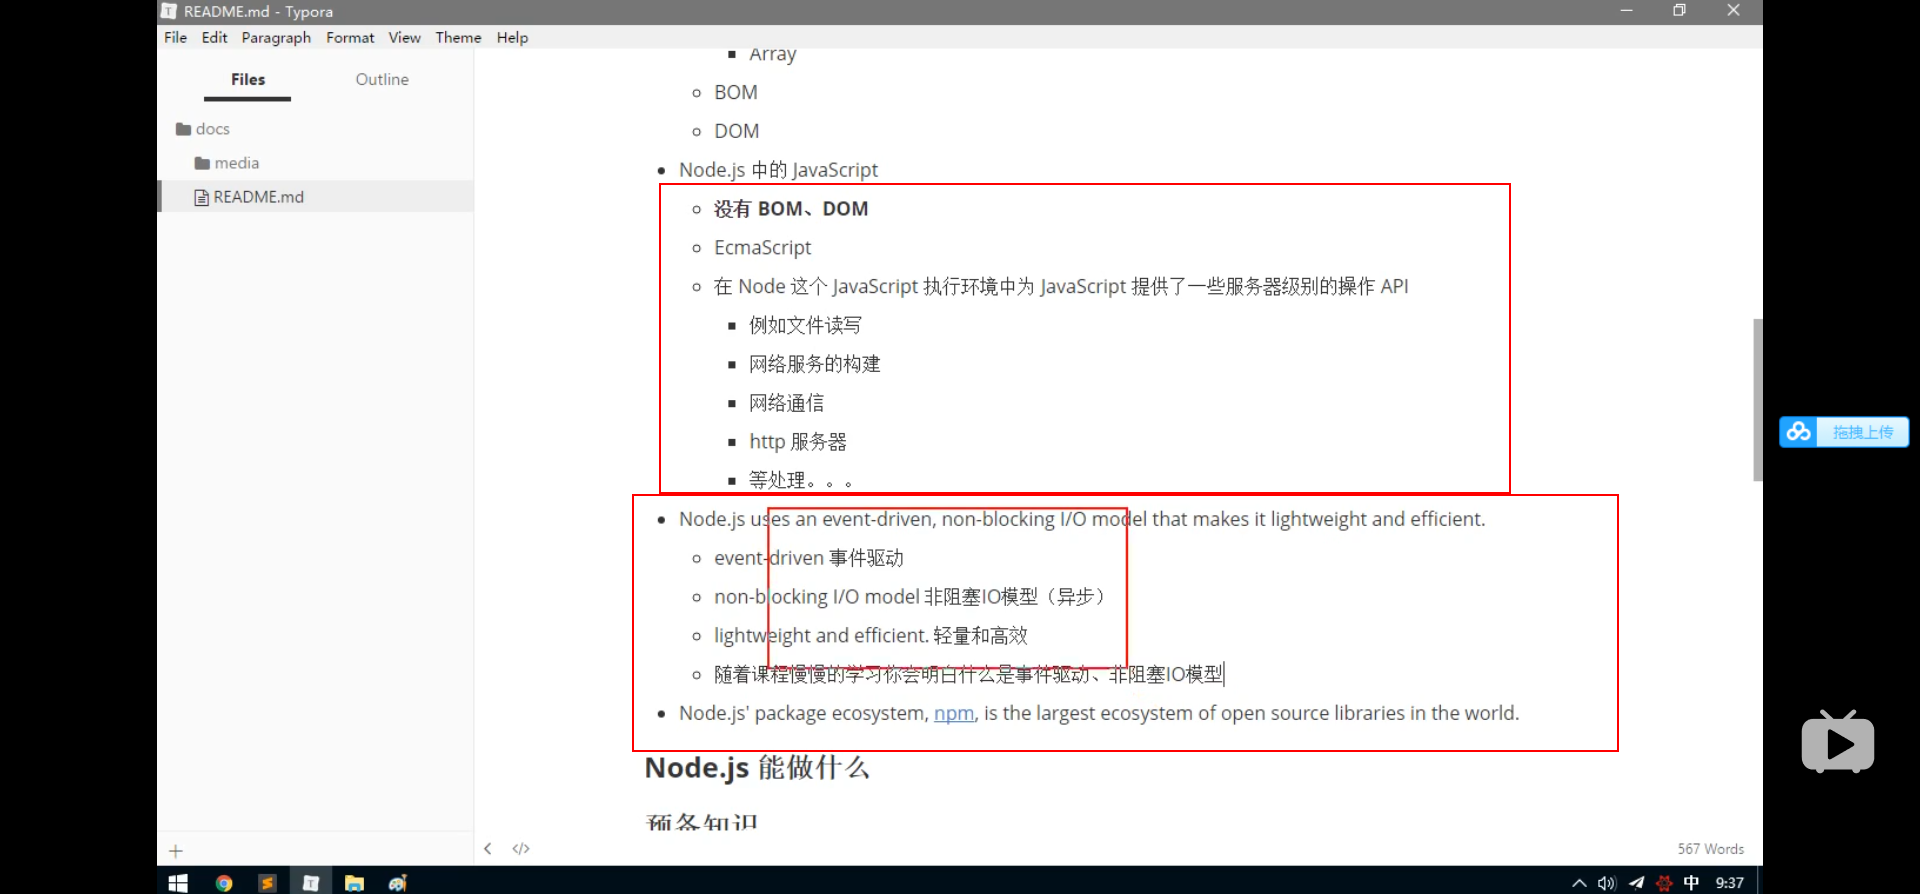 README.md - Typora
File Edit Paragraph Format View Theme Help
Files Outline
docs
media
README.md
Array
BOM
DOM
Node.js 中的 JavaScript
没有 BOM、DOM
EcmaScript
在 Node 这个 JavaScript 执行环境中为 JavaScript 提供了一些服务器级别的操作 API
例如文件读写
网络服务的构建
网络通信
http 服务器
等处理。。。
Node.js uses an event-driven, non-blocking I/O model that makes it lightweight and efficient.
event-driven 事件驱动
non-blocking I/O model 非阻塞IO模型（异步）
lightweight and efficient. 轻量和高效
随着课程慢慢的学习你会明白什么是事件驱动、非阻塞IO模型
Node.js' package ecosystem, npm, is the largest ecosystem of open source libraries in the world.
Node.js 能做什么
预备知识
567 Words
拖拽上传
中 9:37